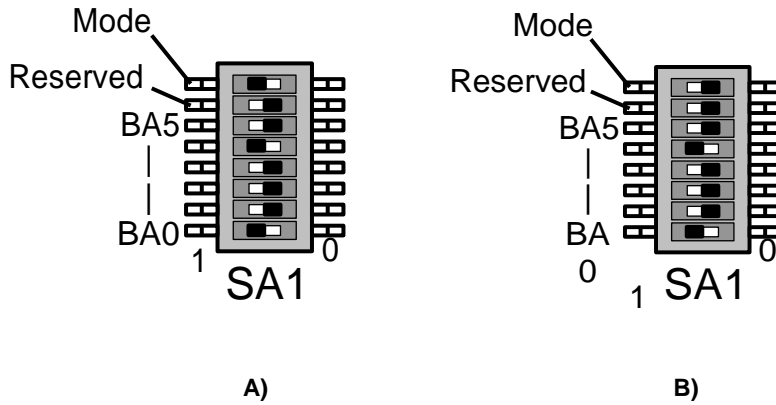 Mode
Reserved
BA5
BA0
1
0
SA1
A)
Mode
Reserved
BA5
BA
0
1
0
SA1
B)